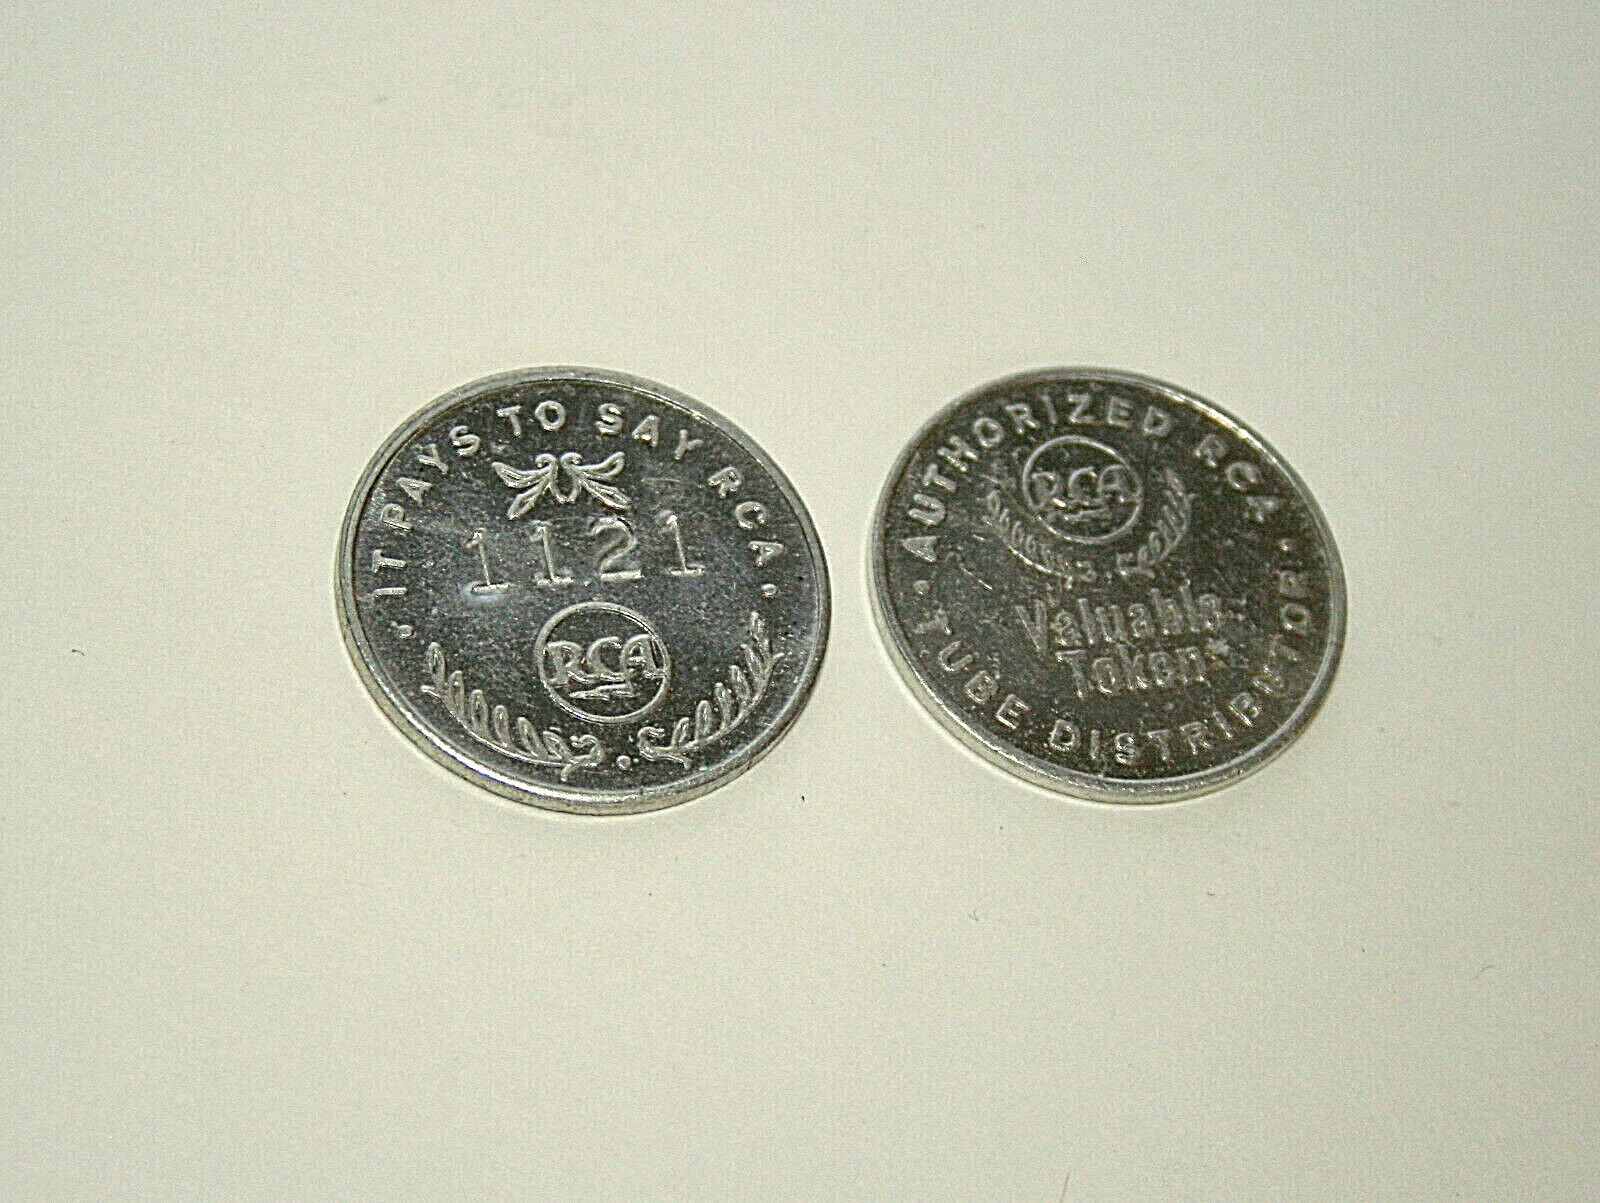 • IT PAYS TO SAY RCA •
1121
RCA
• AUTHORIZED RCA •
RCA
Valuable
Token
TUBE DISTRIBUTOR